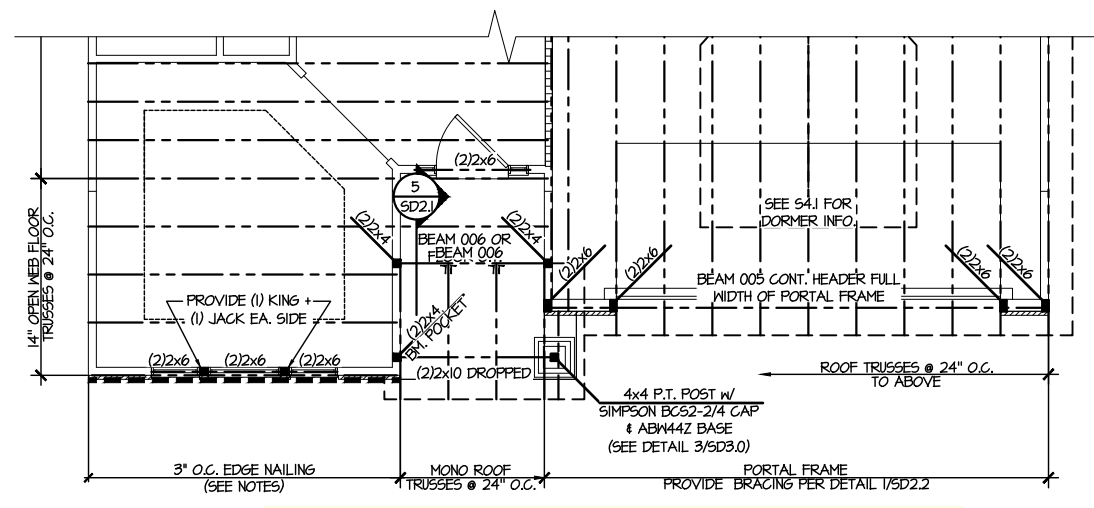 (2)2x6
5
SD2.1
SEE S4.1 FOR
DORMER INFO.
14" OPEN WEB FLOOR
TRUSSES @ 24" O.C.
(2)2x4
(2)2x4
BEAM 006 OR
BEAM 006
(2)2x6
(2)2x6
(2)2x6
(2)2x6
BEAM 005 CONT. HEADER FULL
WIDTH OF PORTAL FRAME
PROVIDE (1) KING +
(1) JACK EA. SIDE
(2)2x4
BM. POCKET
(2)2x6
(2)2x6
(2)2x6
(2)2x10 DROPPED
ROOF TRUSSES @ 24" O.C.
TO ABOVE
4x4 P.T. POST w/
SIMPSON BCS2-2/4 CAP
& ABW44Z BASE
(SEE DETAIL 3/SD3.0)
3" O.C. EDGE NAILING
(SEE NOTES)
MONO ROOF
TRUSSES @ 24" O.C.
PORTAL FRAME
PROVIDE BRACING PER DETAIL 1/SD2.2